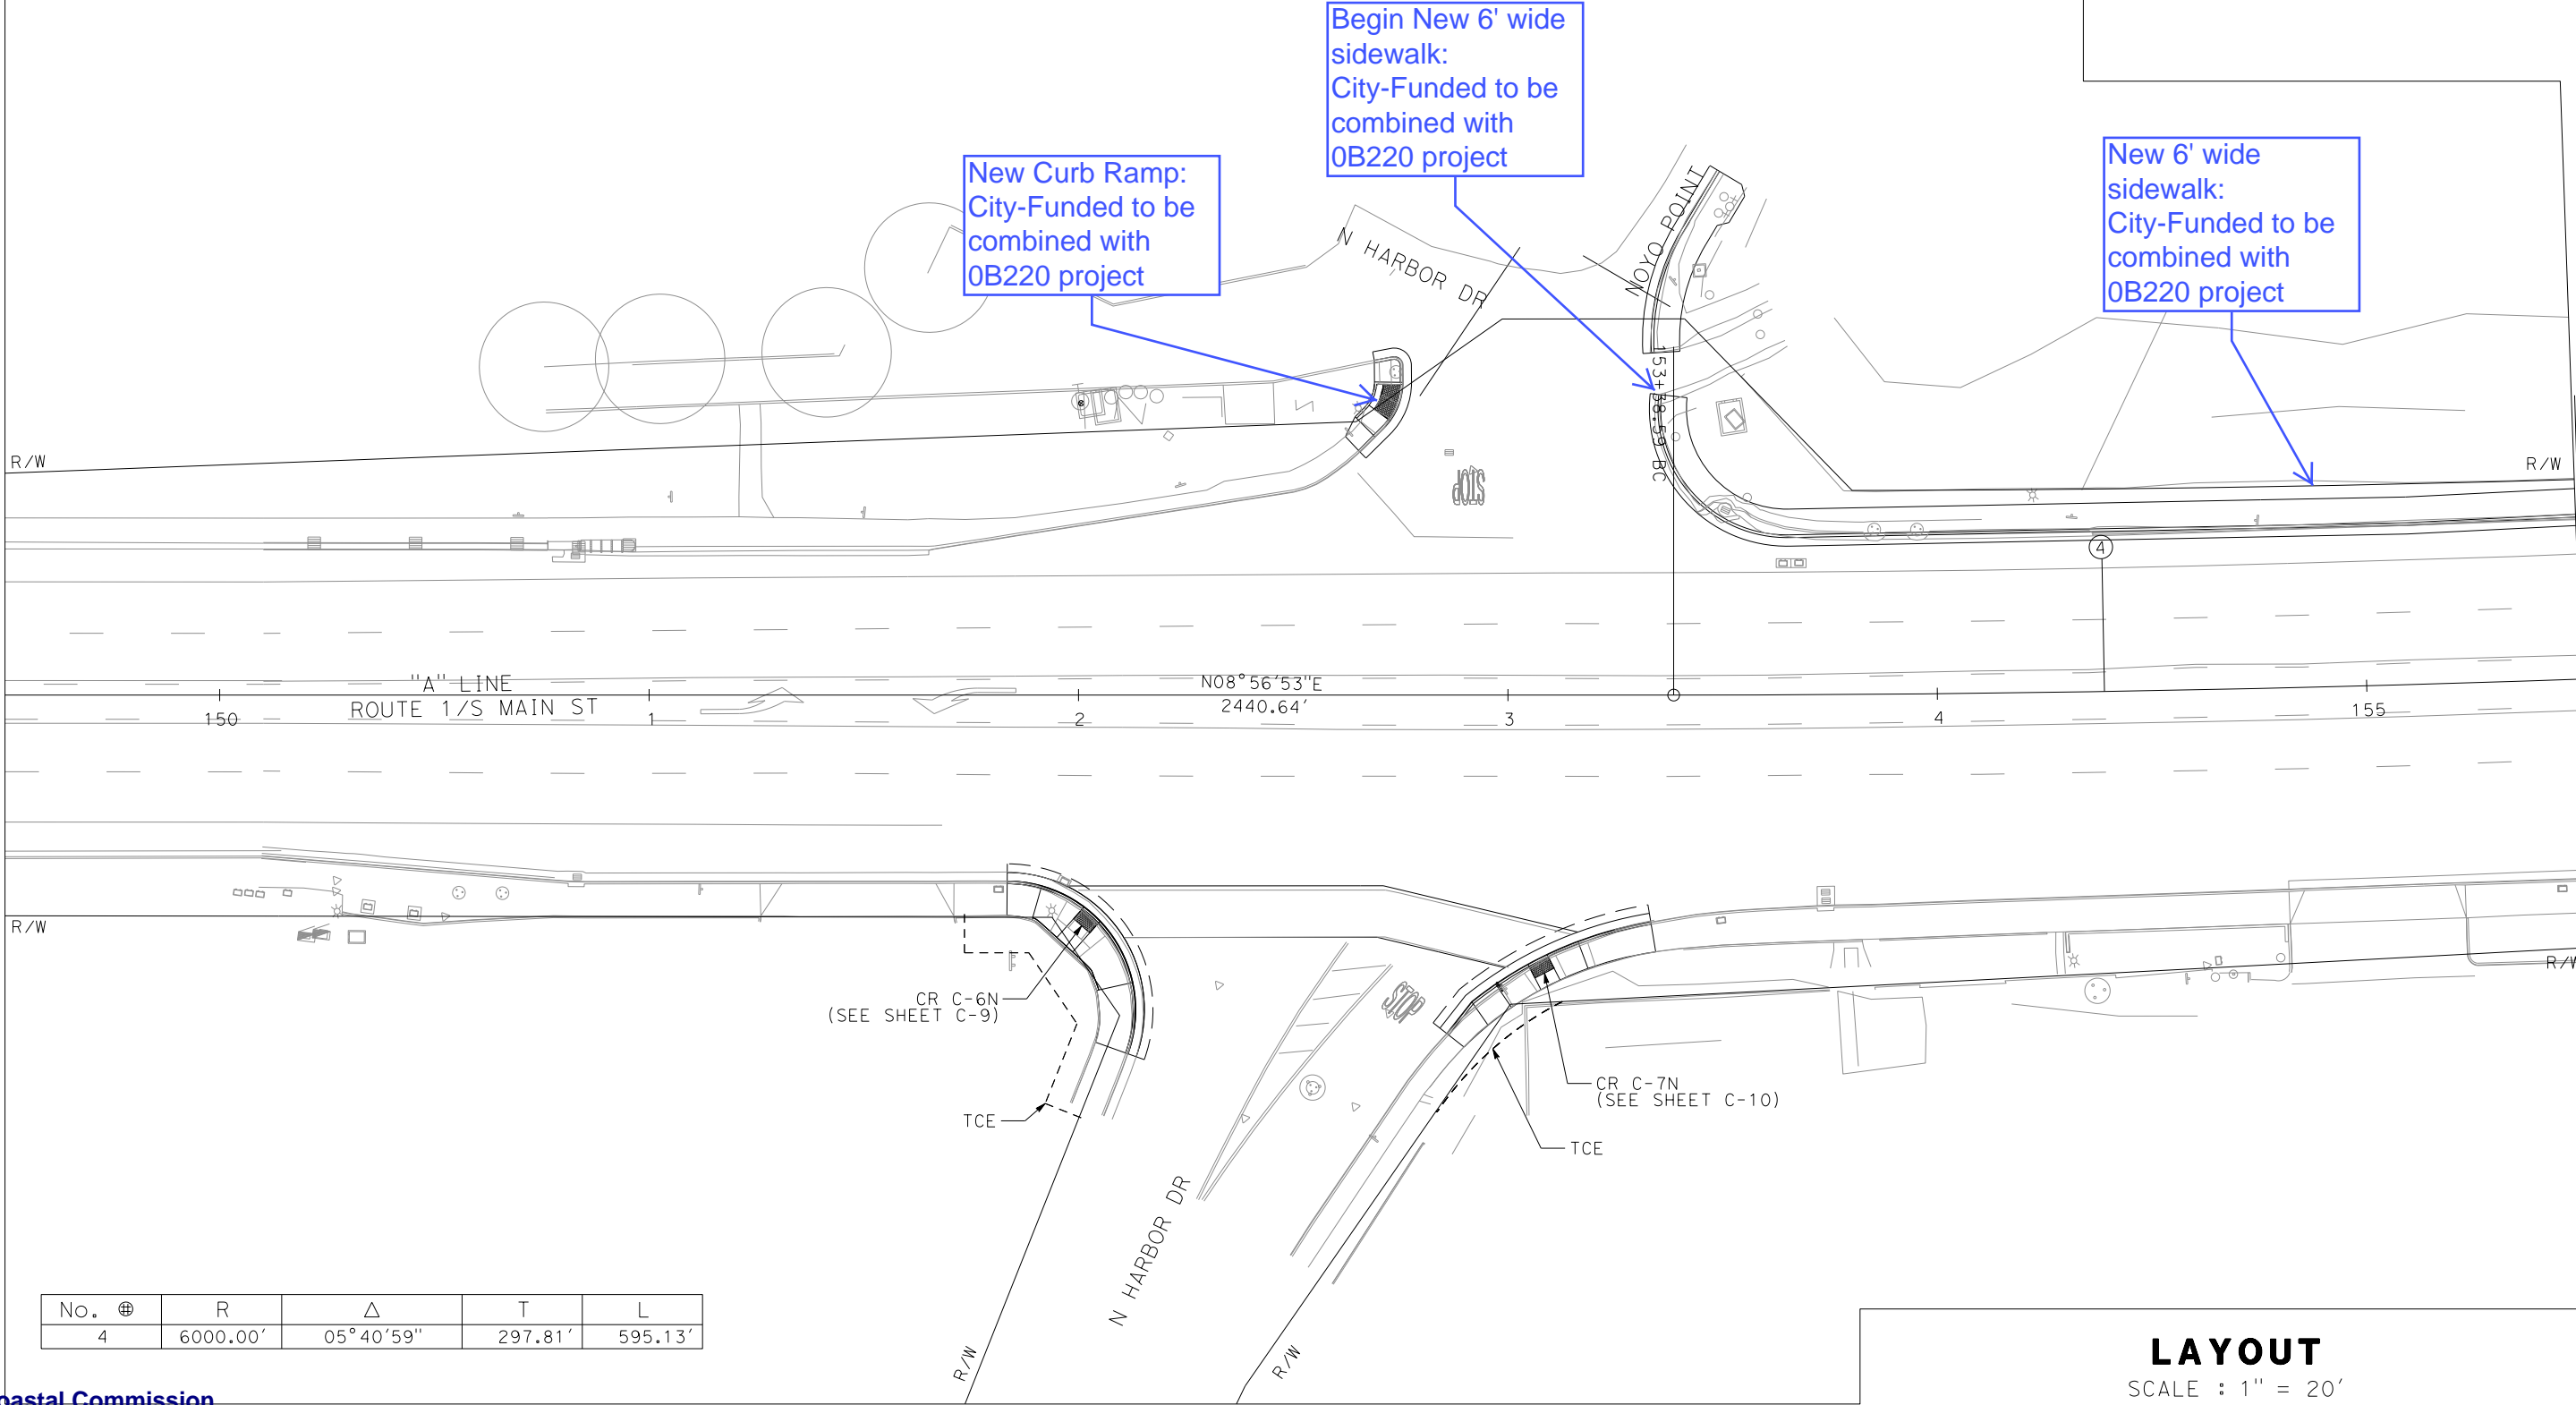 Begin New 6' wide
sidewalk:
City-Funded to be
combined with
0B220 project
New Curb Ramp:
City-Funded to be
combined with
0B220 project
New 6' wide
sidewalk:
City-Funded to be
combined with
0B220 project
N HARBOR DR
NOYO POINT
153+38.59 BC
R/W
R/W
STOP
4
"A" LINE
ROUTE 1/S MAIN ST
N08°56'53"E
2440.64'
150
1
2
3
4
155
R/W
R/W
CR C-6N
(SEE SHEET C-9)
TCE
STOP
CR C-7N
(SEE SHEET C-10)
TCE
N HARBOR DR
R/W
R/W
No. # R Δ T L
4 6000.00' 05°40'59" 297.81' 595.13'
LAYOUT
SCALE : 1" = 20'
oastal Commission